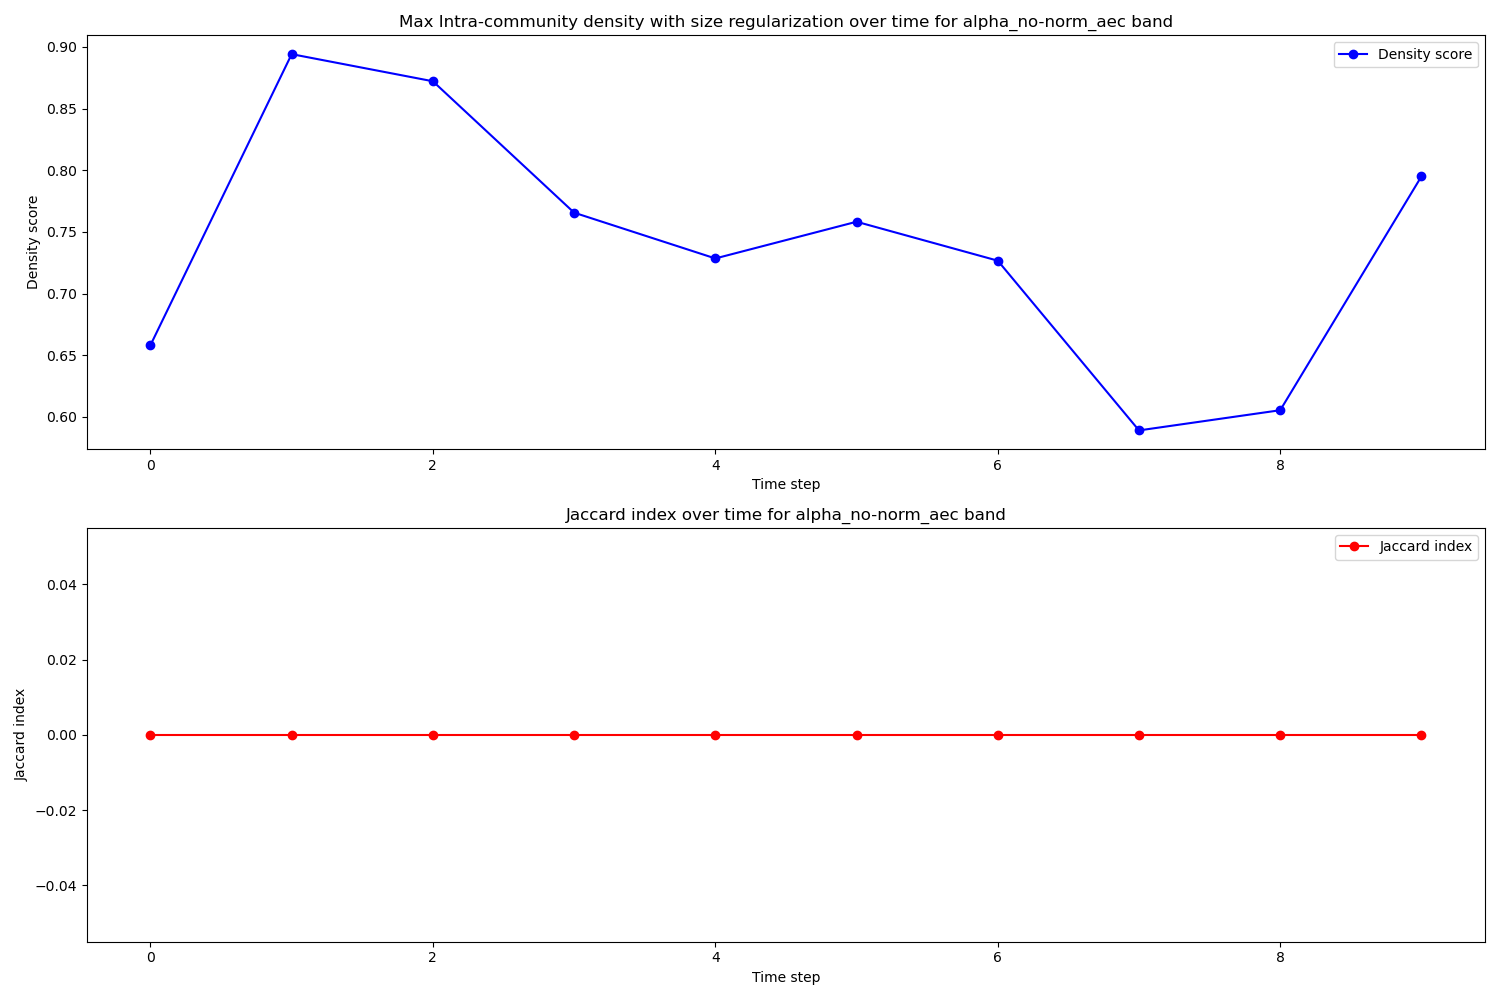 Max Intra-community density with size regularization over time for alpha_no-norm_aec band
Density score
0.90
0.85
0.80
0.75
0.70
0.65
0.60
Density score
0 2 4 6 8
Time step
Jaccard index over time for alpha_no-norm_aec band
Jaccard index
0.04
0.02
0.00
−0.02
−0.04
Jaccard index
0 2 4 6 8
Time step